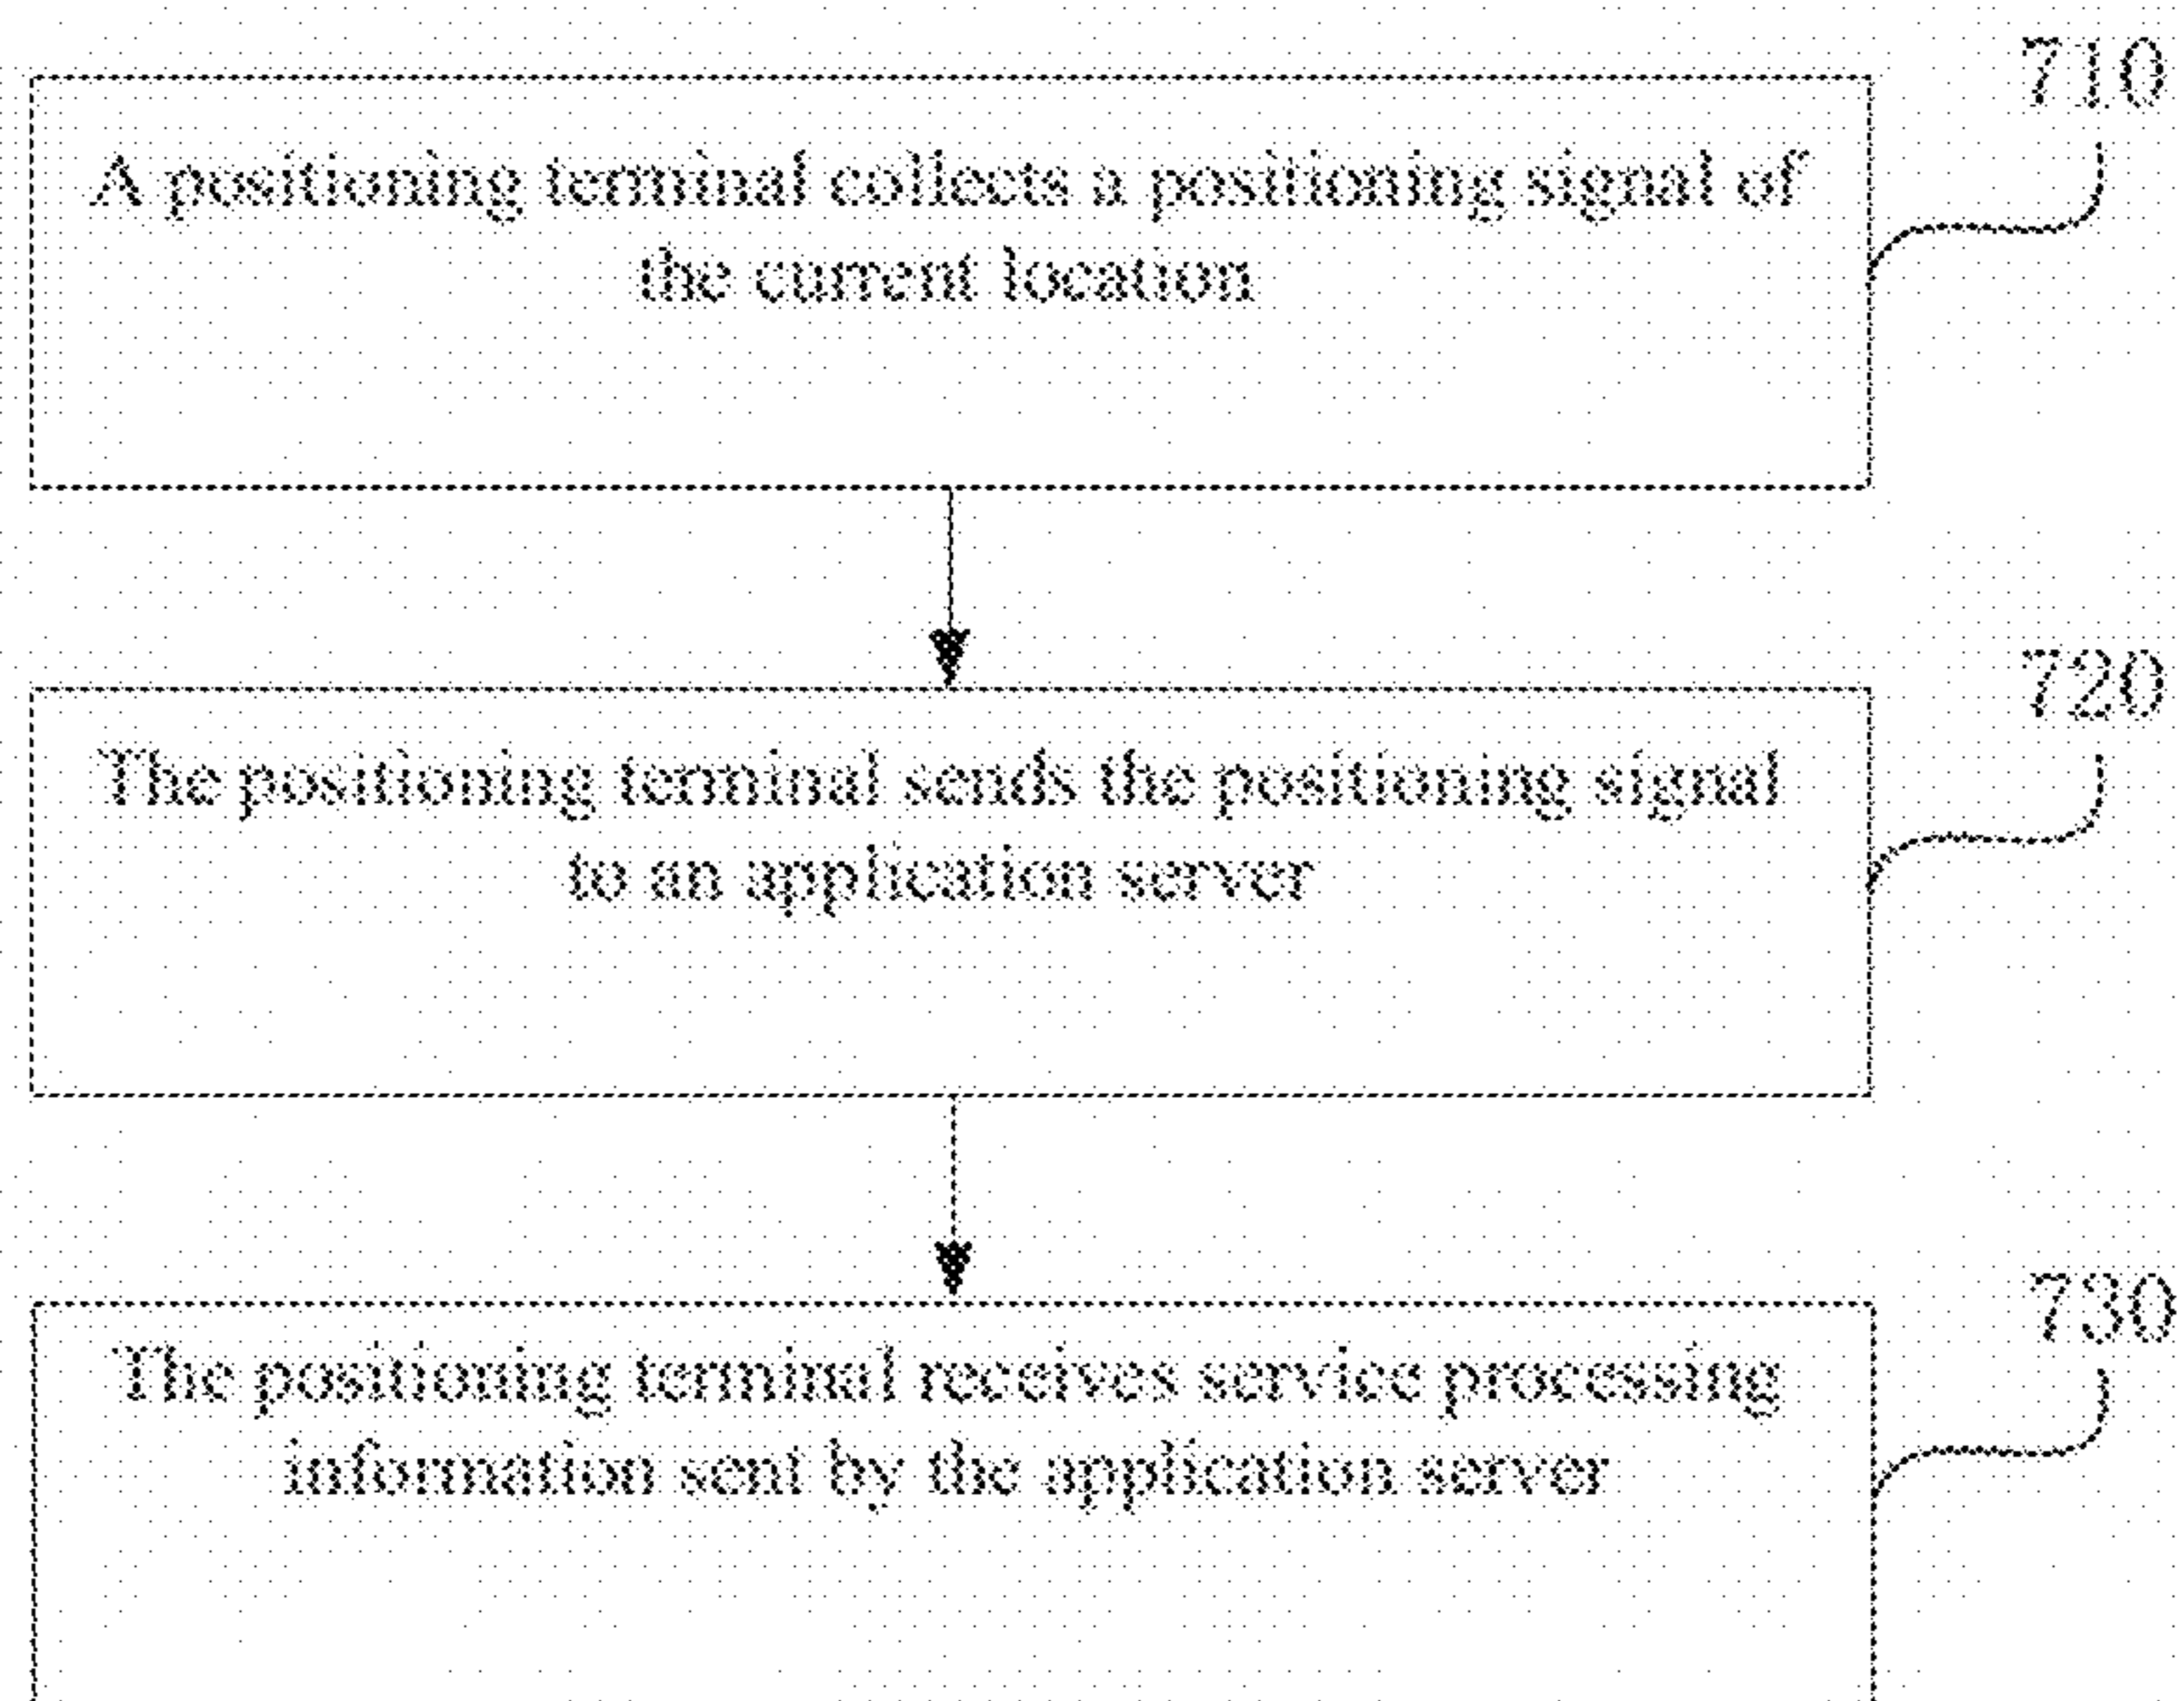 710
A positioning terminal collects a positioning signal of
the current location
720
The positioning terminal sends the positioning signal
to an application server
730
The positioning terminal receives service processing
information sent by the application server